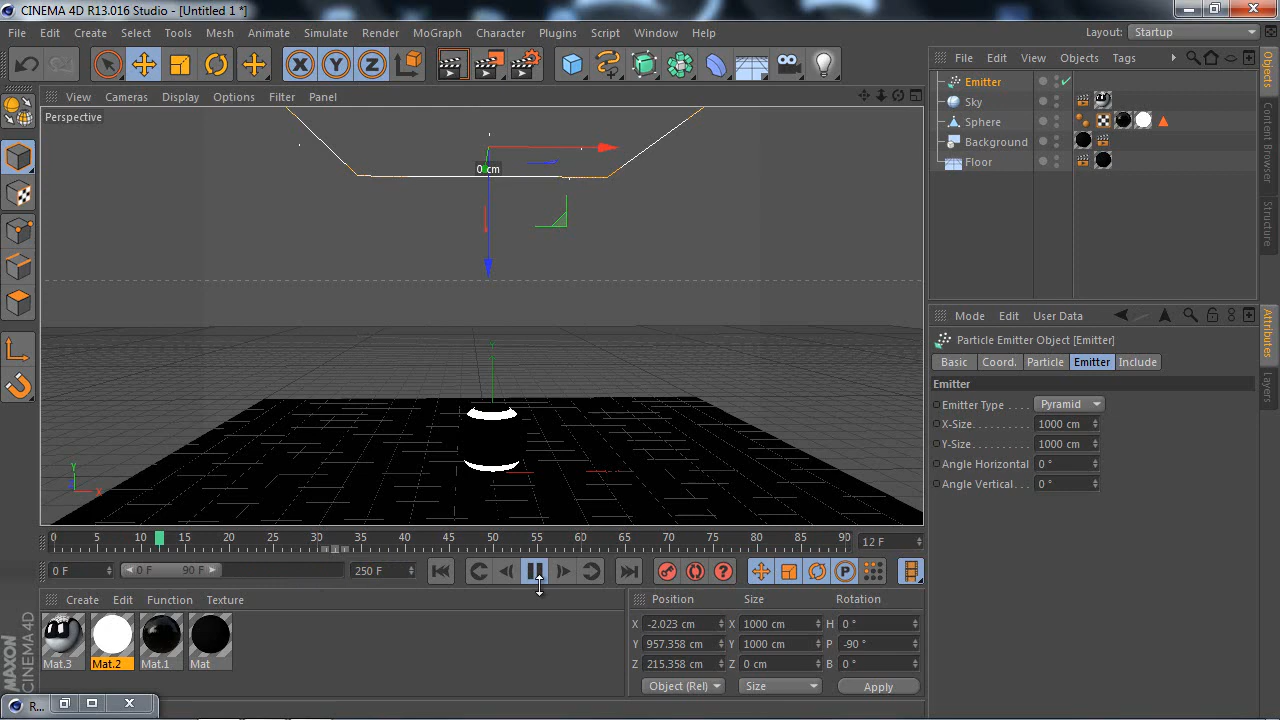 CINEMA 4D R13.016 Studio - [Untitled 1 *]
File Edit Create Select Tools Mesh Animate Simulate Render MoGraph Character Plugins Script Window Help Layout: Startup
X Y Z
File Edit View Objects Tags
View Cameras Display Options Filter Panel
Perspective
0 cm
Y
Y
X
Emitter
Sky
Sphere
Background
Floor
Objects
Content Browser
Structure
Mode Edit User Data
Particle Emitter Object [Emitter]
Basic Coord. Particle Emitter Include
Emitter
Emitter Type . . . . Pyramid
X-Size. . . . . . . . . 1000 cm
Y-Size . . . . . . . . . 1000 cm
Angle Horizontal 0 °
Angle Vertical. . . 0 °
Attributes
Layers
0 5 10 15 20 25 30 35 40 45 50 55 60 65 70 75 80 85 90 12 F
0 F 0 F 90 F 250 F
P
Create Edit Function Texture
Mat.3 Mat.2 Mat.1 Mat
Position Size Rotation
X -2.023 cm X 1000 cm H 0 °
Y 957.358 cm Y 1000 cm P -90 °
Z 215.358 cm Z 0 cm B 0 °
Object (Rel) Size Apply
MAXON
CINEMA 4D
R...